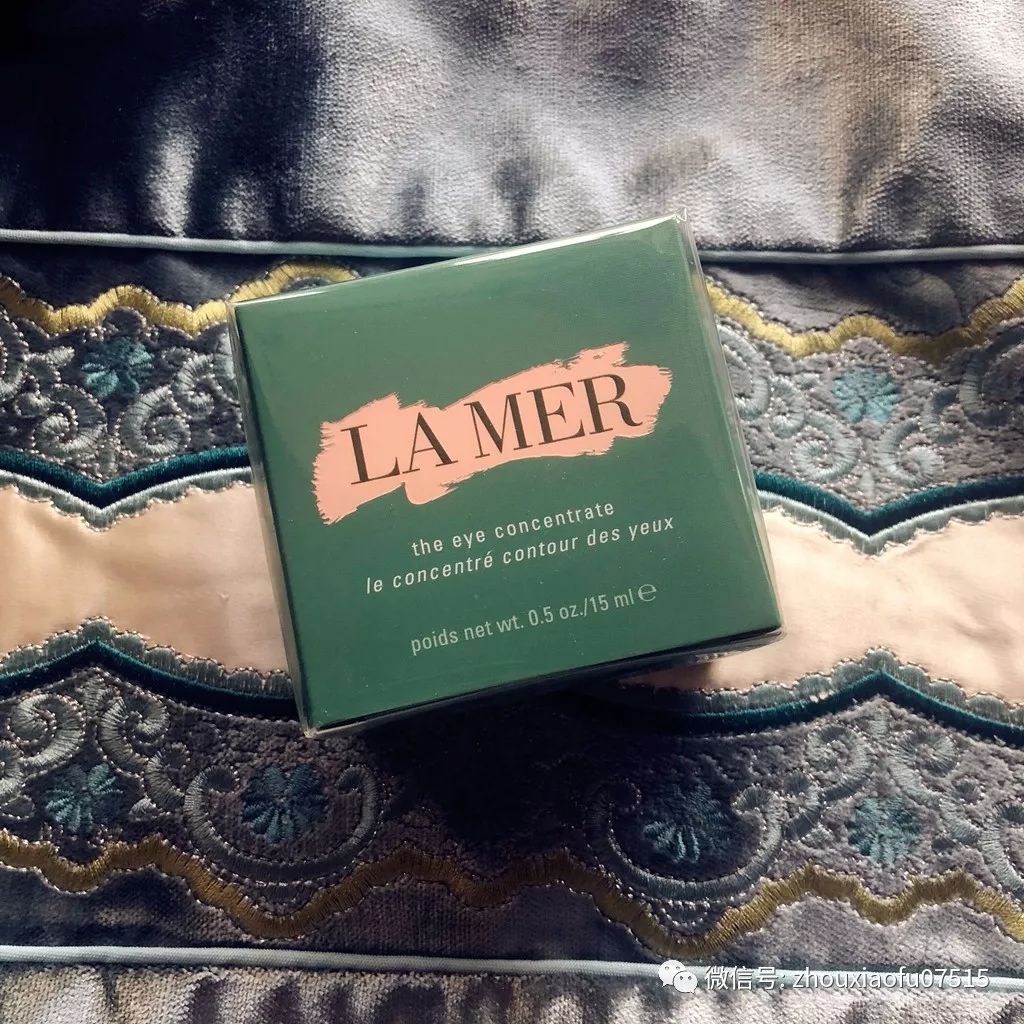 LA MER
the eye concentrate
le concentré contour des yeux
poids net wt. 0.5 oz./15 ml ℮
微信号: zhouxiaofu07515